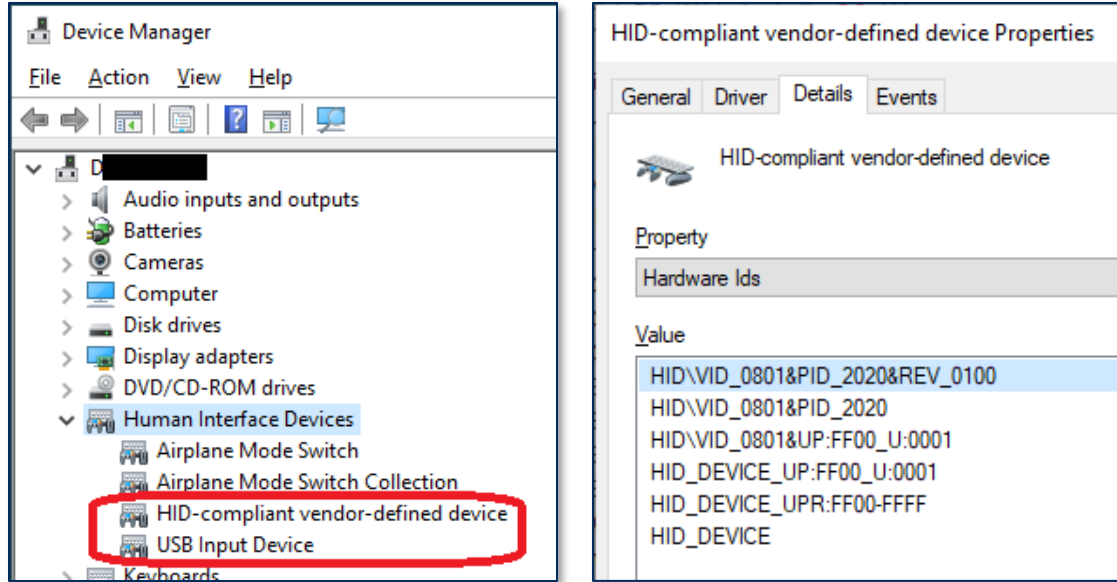 Device Manager
File Action View Help
D
Audio inputs and outputs
Batteries
Cameras
Computer
Disk drives
Display adapters
DVD/CD-ROM drives
Human Interface Devices
Airplane Mode Switch
Airplane Mode Switch Collection
HID-compliant vendor-defined device
USB Input Device
Keyboards
HID-compliant vendor-defined device Properties
General Driver Details Events
HID-compliant vendor-defined device
Property
Hardware Ids
Value
HID\VID_0801&PID_2020&REV_0100
HID\VID_0801&PID_2020
HID\VID_0801&UP:FF00_U:0001
HID_DEVICE_UP:FF00_U:0001
HID_DEVICE_UPR:FF00-FFFF
HID_DEVICE